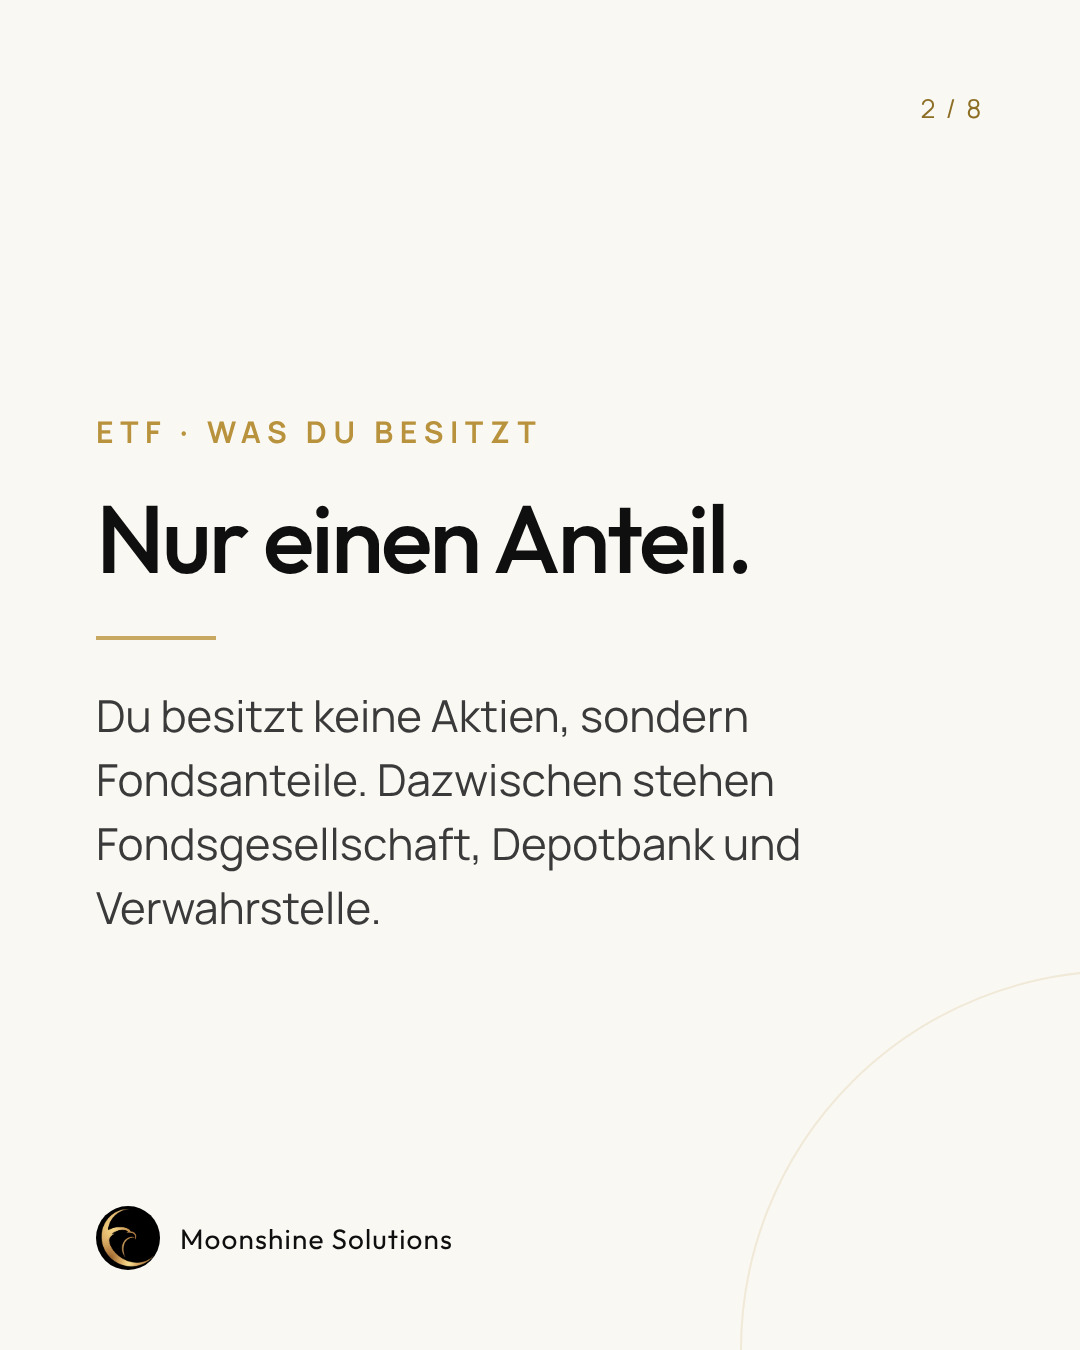 2 / 8
ETF · WAS DU BESITZT
Nur einen Anteil.
Du besitzt keine Aktien, sondern
Fondsanteile. Dazwischen stehen
Fondsgesellschaft, Depotbank und
Verwahrstelle.
Moonshine Solutions